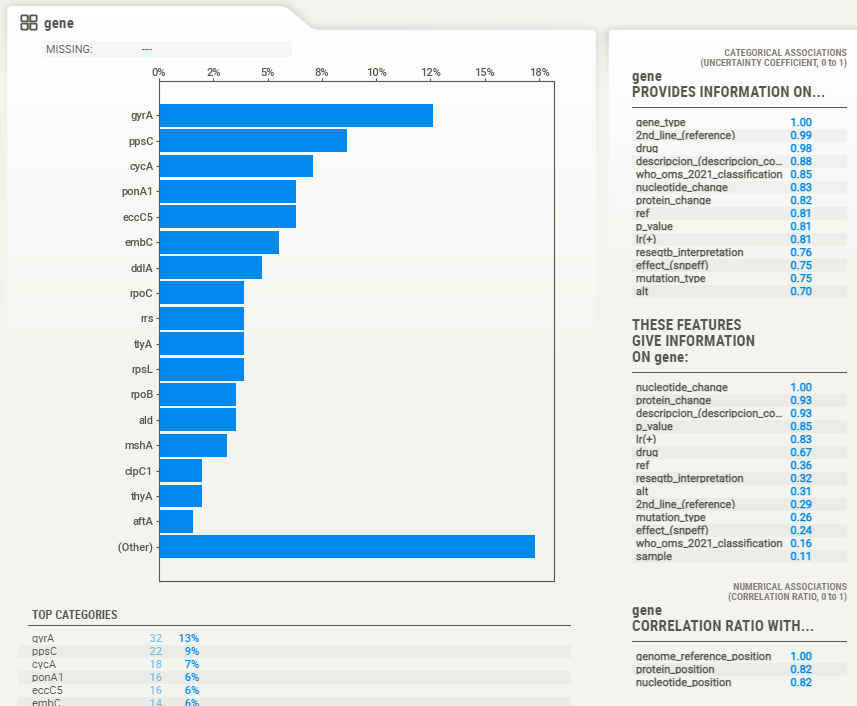 gene
MISSING: ---
0% 2% 5% 8% 10% 12% 15% 18%
gyrA
ppsC
cycA
ponA1
eccC5
embC
ddlA
rpoC
rrs
tlyA
rpsL
rpoB
ald
mshA
clpC1
thyA
aftA
(Other)
TOP CATEGORIES
gyrA 32 13%
ppsC 22 9%
cycA 18 7%
ponA1 16 6%
eccC5 16 6%
embC 14 6%
CATEGORICAL ASSOCIATIONS
(UNCERTAINTY COEFFICIENT, 0 to 1)
gene
PROVIDES INFORMATION ON...
gene_type 1.00
2nd_line_(reference) 0.99
drug 0.98
descripcion_(descripcion_co... 0.88
who_oms_2021_classification 0.85
nucleotide_change 0.83
protein_change 0.82
ref 0.81
p_value 0.81
lr(+) 0.81
reseqtb_interpretation 0.76
effect_(snpeff) 0.75
mutation_type 0.75
alt 0.70
THESE FEATURES
GIVE INFORMATION
ON gene:
nucleotide_change 1.00
protein_change 0.93
descripcion_(descripcion_co... 0.93
p_value 0.85
lr(+) 0.83
drug 0.67
ref 0.36
reseqtb_interpretation 0.32
alt 0.31
2nd_line_(reference) 0.29
mutation_type 0.26
effect_(snpeff) 0.24
who_oms_2021_classification 0.16
sample 0.11
NUMERICAL ASSOCIATIONS
(CORRELATION RATIO, 0 to 1)
gene
CORRELATION RATIO WITH...
genome_reference_position 1.00
protein_position 0.82
nucleotide_position 0.82